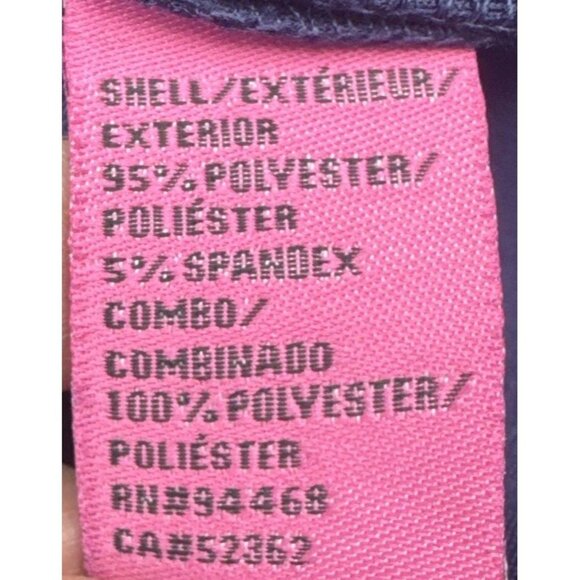 SHELL/EXTÉRIEUR/
EXTERIOR
95% POLYESTER/
POLIÉSTER
5% SPANDEX
COMBO/
COMBINADO
100% POLYESTER/
POLIÉSTER
RN#94468
CA#52362